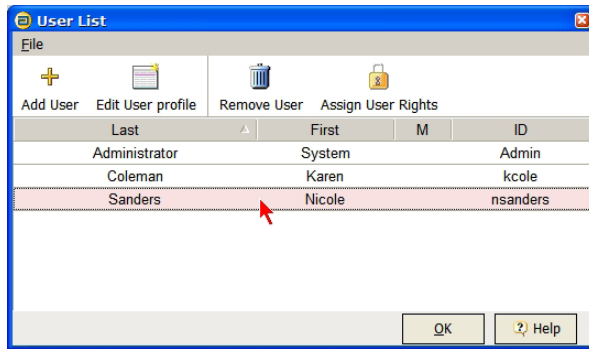 User List
File
Add User Edit User profile Remove User Assign User Rights
Last First M ID
Administrator System Admin
Coleman Karen kcole
Sanders Nicole nsanders
OK Help